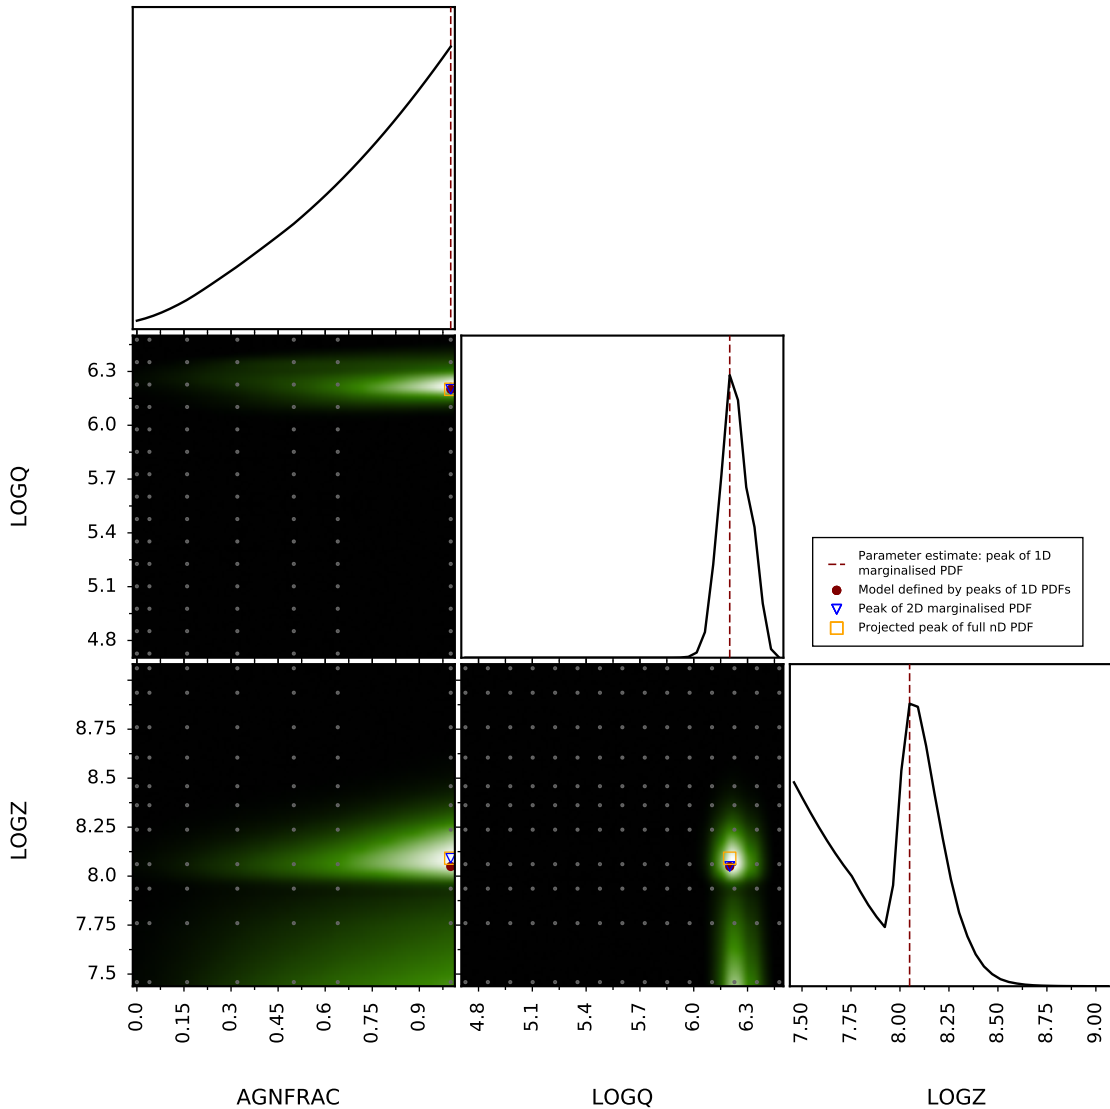 6.3
6.0
5.7
5.4
5.1
4.8
LOGQ
Parameter estimate: peak of 1D
marginalised PDF
Model defined by peaks of 1D PDFs
Peak of 2D marginalised PDF
Projected peak of full nD PDF
8.75
8.5
8.25
8.0
7.75
7.5
LOGZ
0.0 0.15 0.3 0.45 0.6 0.75 0.9
4.8 5.1 5.4 5.7 6.0 6.3
7.50 7.75 8.00 8.25 8.50 8.75 9.00
AGNFRAC LOGQ LOGZ